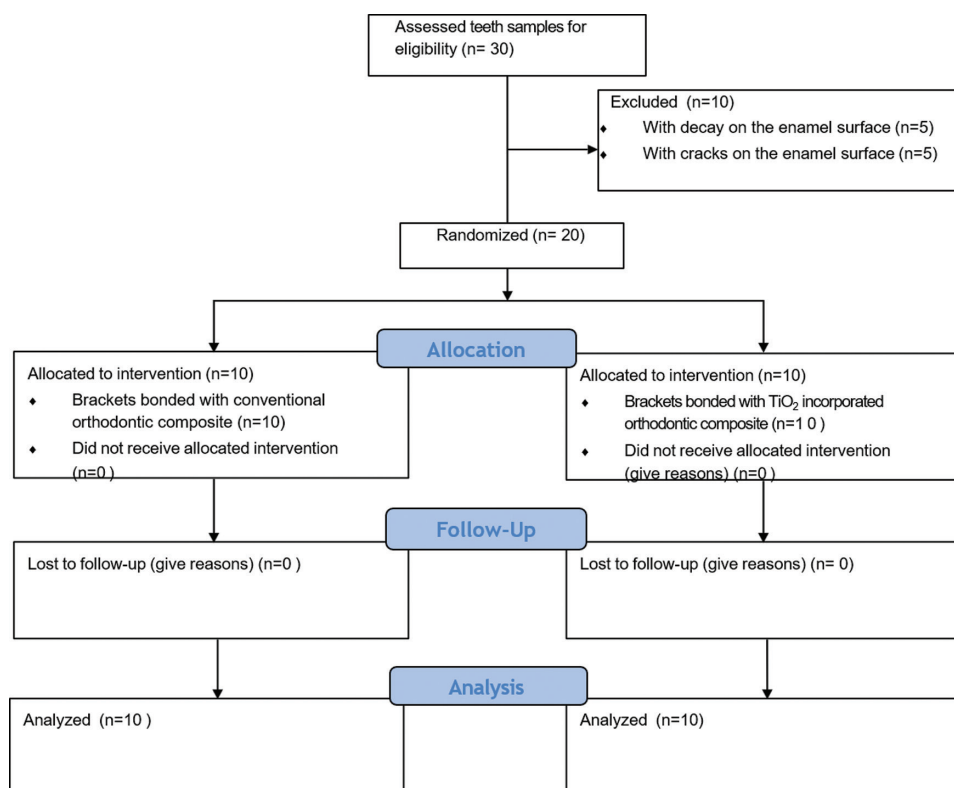 Assessed teeth samples for
eligibility (n= 30)
Excluded (n=10)
♦ With decay on the enamel surface (n=5)
♦ With cracks on the enamel surface (n=5)
Randomized (n= 20)
Allocation
Allocated to intervention (n=10)
♦ Brackets bonded with conventional
orthodontic composite (n=10)
♦ Did not receive allocated intervention
(n=0 )
Allocated to intervention (n=10)
♦ Brackets bonded with TiO₂ incorporated
orthodontic composite
(n=1 0 )
♦ Did not receive allocated intervention
(give reasons) (n=0 )
Follow-Up
Lost to follow-up (give reasons) (n=0 )
Lost to follow-up (give reasons) (n= 0)
Analysis
Analyzed (n=10 )
Analyzed (n=10)